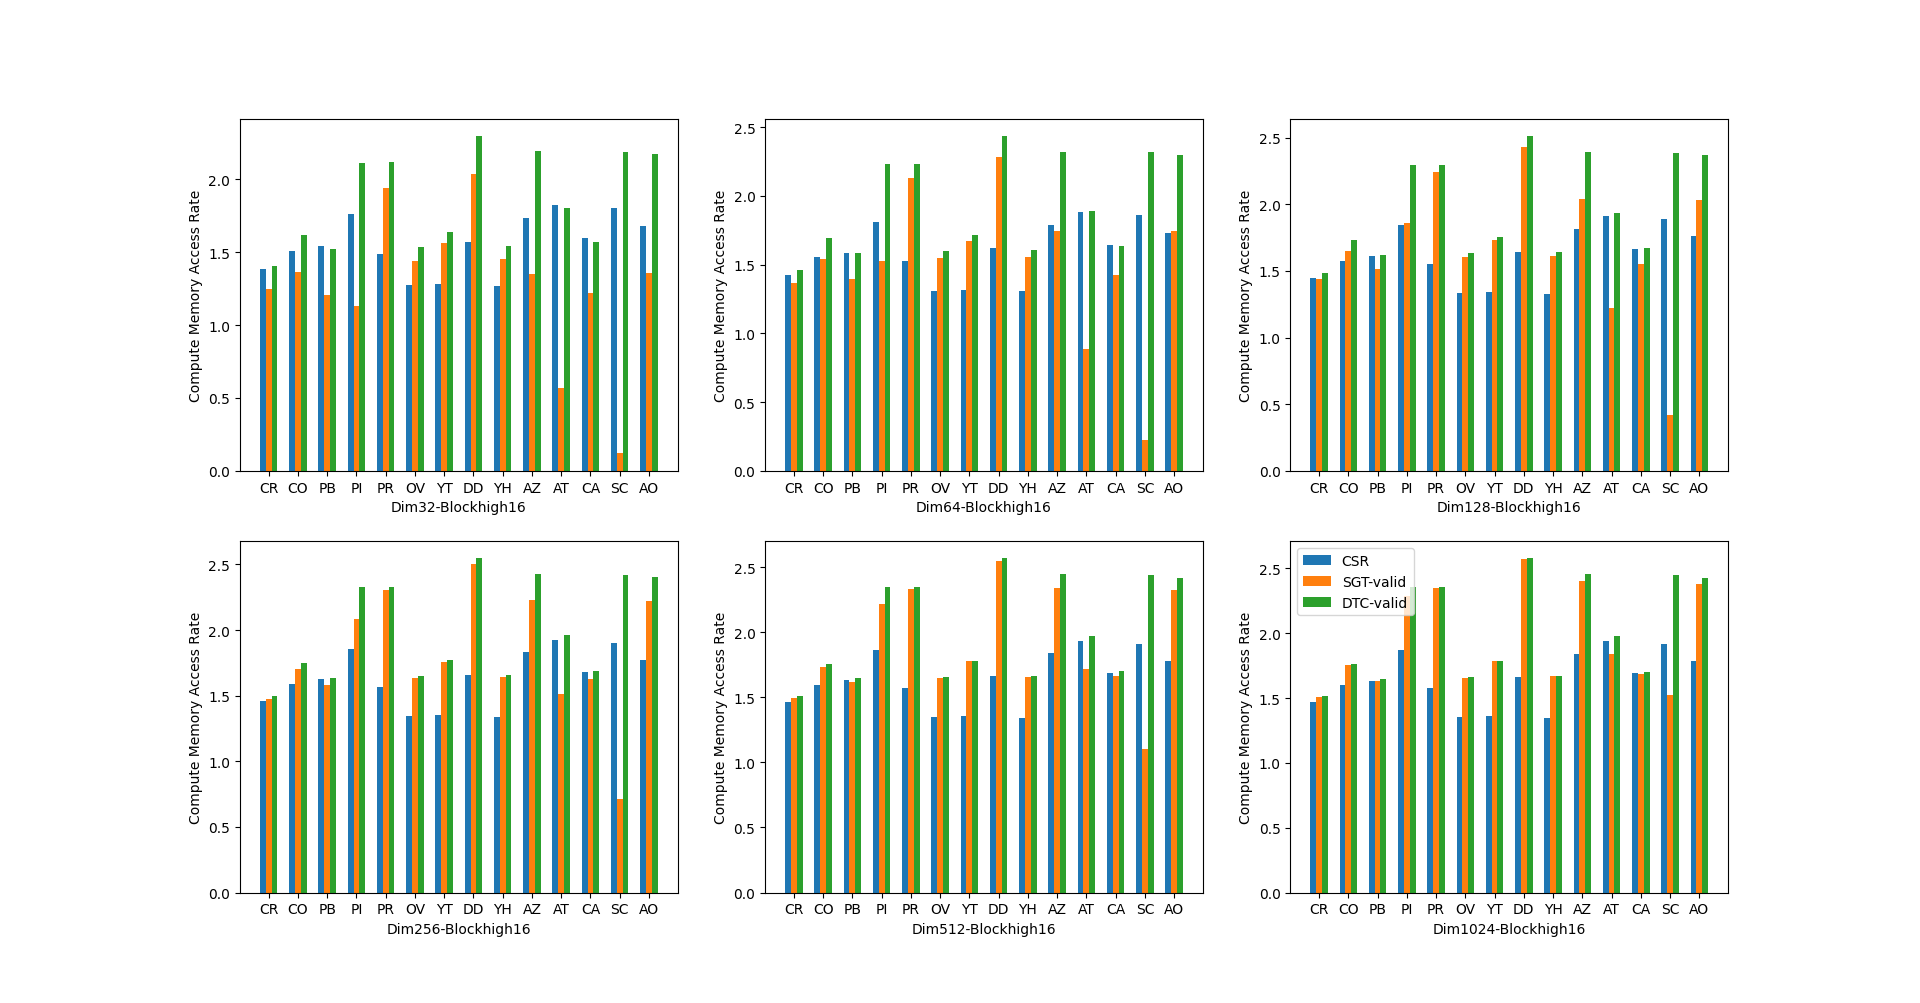 Compute Memory Access Rate
2.0
1.5
1.0
0.5
0.0
CR CO PB PI PR OV YT DD YH AZ AT CA SC AO
Dim32-Blockhigh16
Compute Memory Access Rate
2.5
2.0
1.5
1.0
0.5
0.0
CR CO PB PI PR OV YT DD YH AZ AT CA SC AO
Dim64-Blockhigh16
Compute Memory Access Rate
2.5
2.0
1.5
1.0
0.5
0.0
CR CO PB PI PR OV YT DD YH AZ AT CA SC AO
Dim128-Blockhigh16
Compute Memory Access Rate
2.5
2.0
1.5
1.0
0.5
0.0
CR CO PB PI PR OV YT DD YH AZ AT CA SC AO
Dim256-Blockhigh16
Compute Memory Access Rate
2.5
2.0
1.5
1.0
0.5
0.0
CR CO PB PI PR OV YT DD YH AZ AT CA SC AO
Dim512-Blockhigh16
Compute Memory Access Rate
2.5
2.0
1.5
1.0
0.5
0.0
CSR
SGT-valid
DTC-valid
CR CO PB PI PR OV YT DD YH AZ AT CA SC AO
Dim1024-Blockhigh16